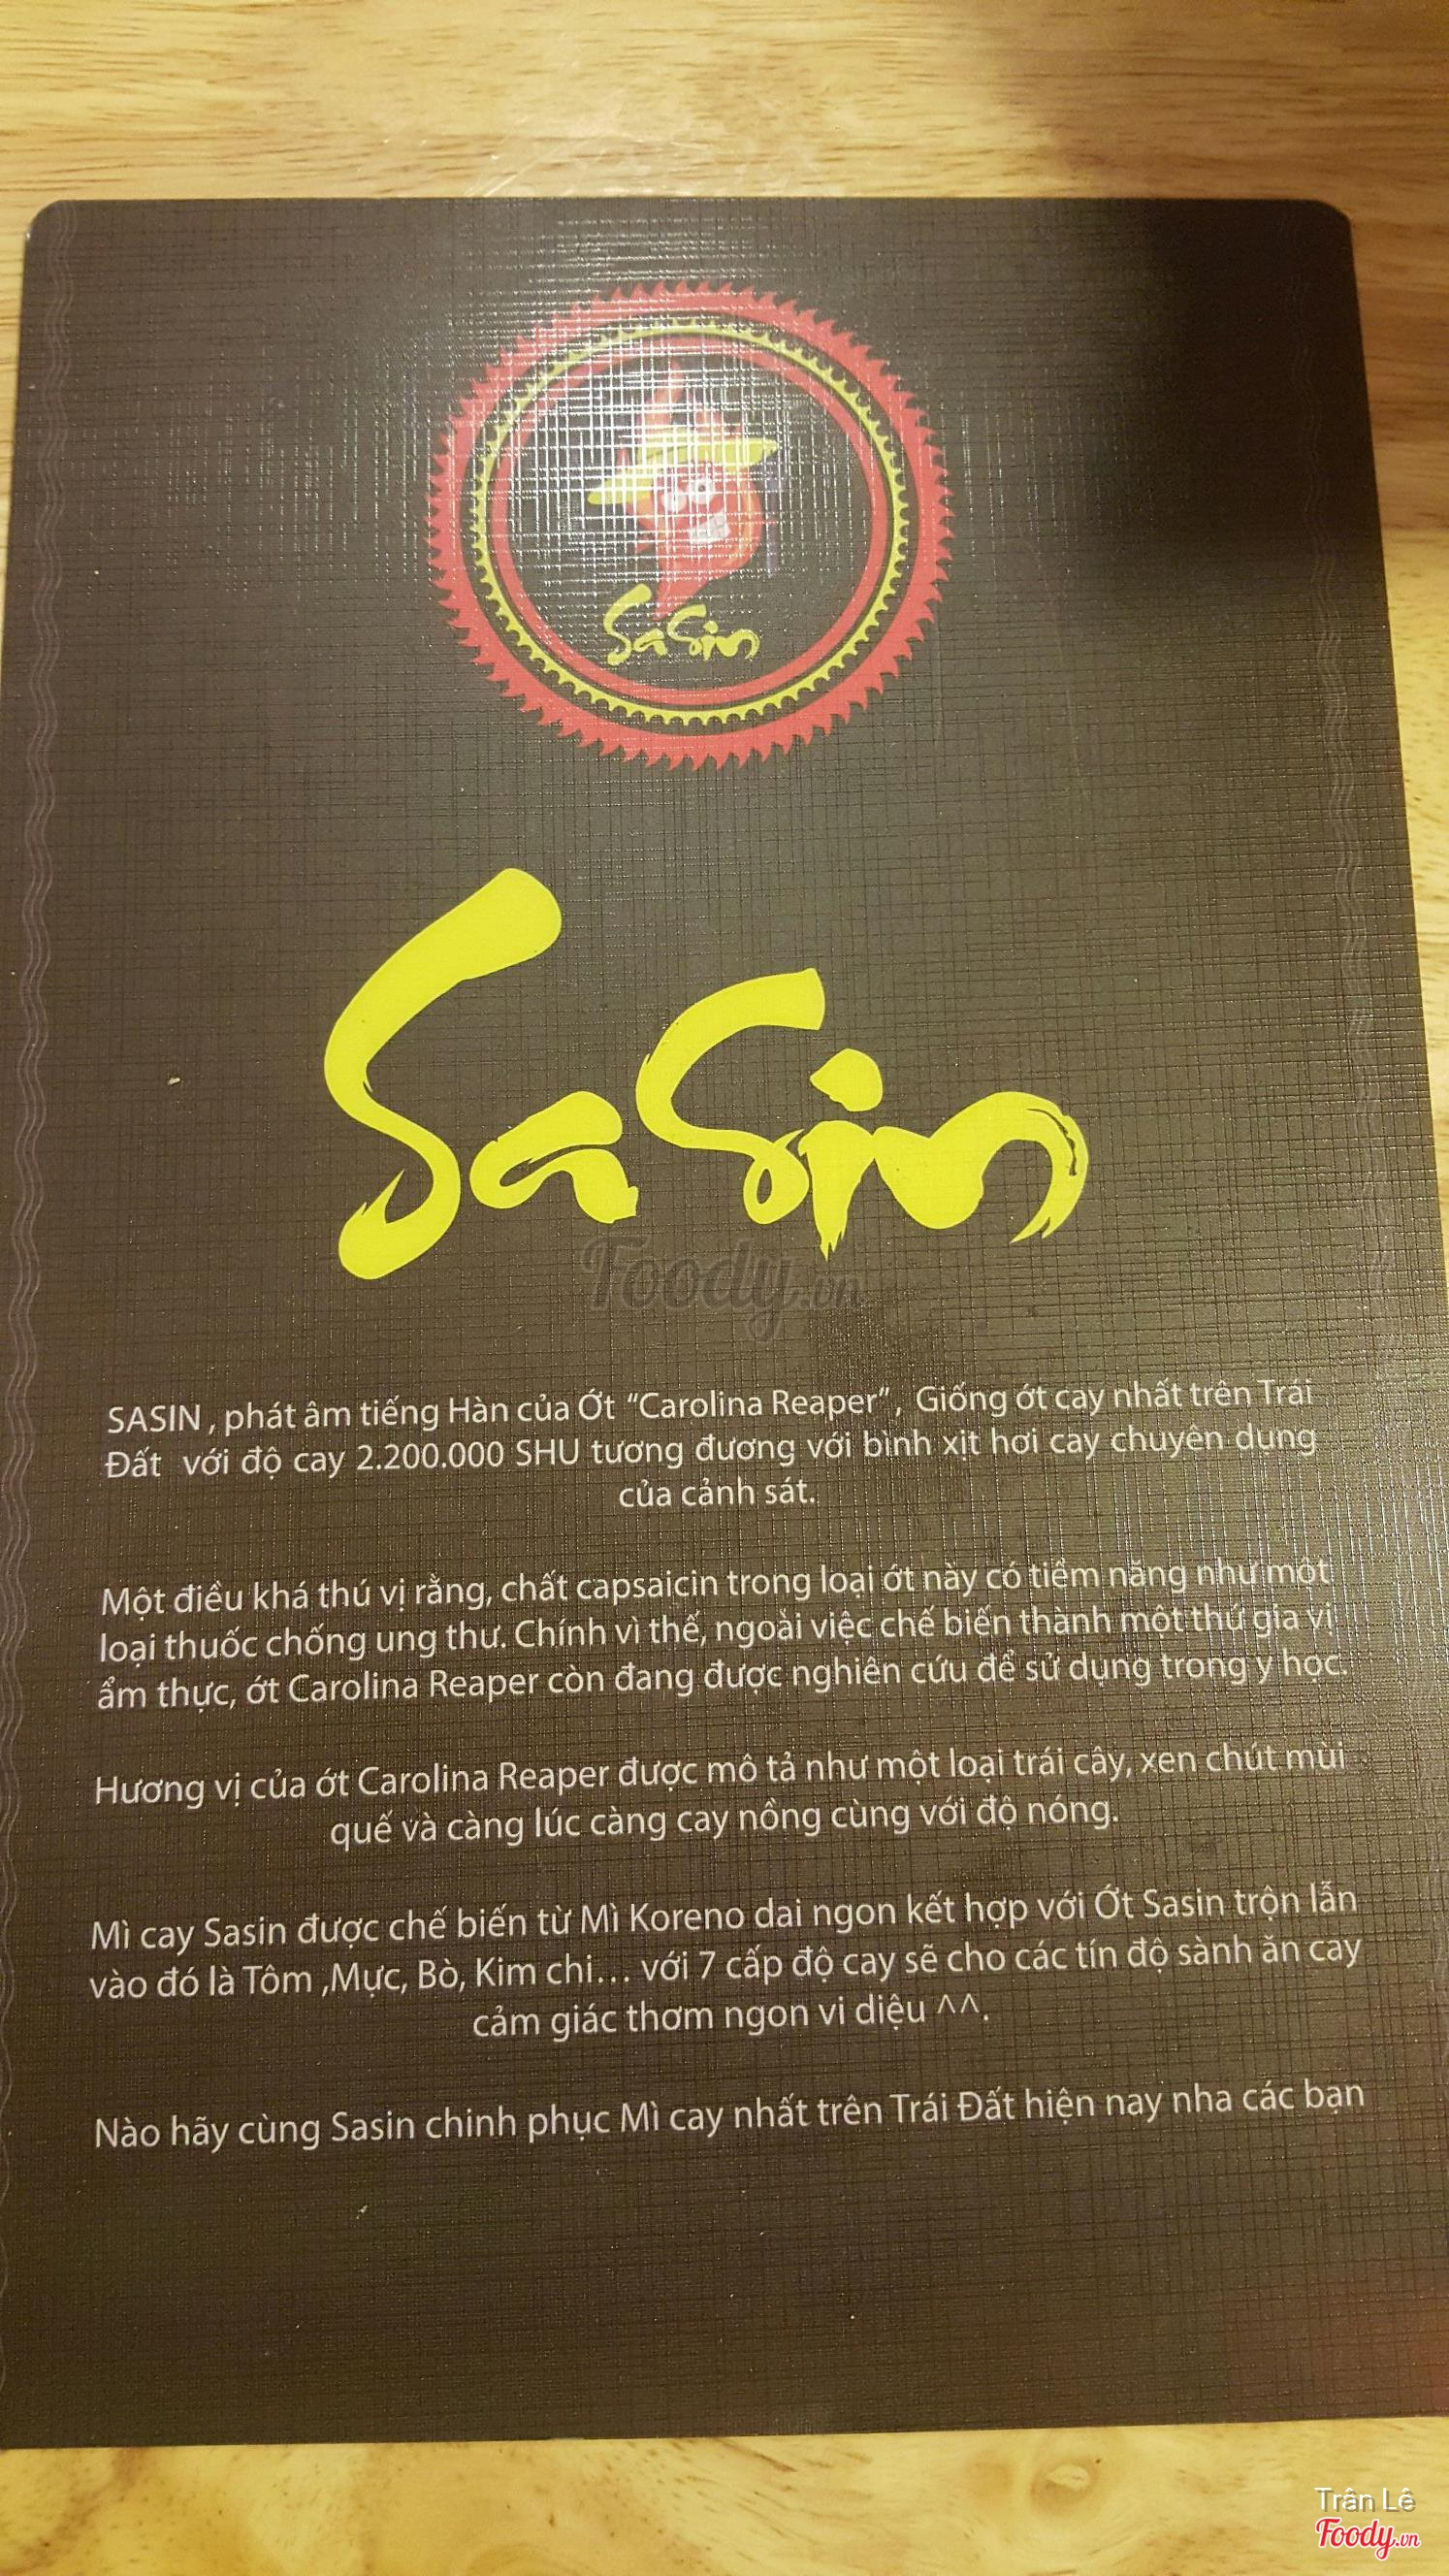 SaSin
SaSin
Foody.vn
SASIN , phát âm tiếng Hàn của Ớt "Carolina Reaper", Giống ớt cay nhất trên Trái
Đất với độ cay 2.200.000 SHU tương đương với bình xịt hơi cay chuyên dụng
của cảnh sát.
Một điều khá thú vị rằng, chất capsaicin trong loại ớt này có tiềm năng như một
loại thuốc chống ung thư. Chính vì thế, ngoài việc chế biến thành một thứ gia vị
ẩm thực, ớt Carolina Reaper còn đang được nghiên cứu để sử dụng trong y học.
Hương vị của ớt Carolina Reaper được mô tả như một loại trái cây, xen chút mùi
quế và càng lúc càng cay nồng cùng với độ nóng.
Mì cay Sasin được chế biến từ Mì Koreno dai ngon kết hợp với Ớt Sasin trộn lẫn
vào đó là Tôm ,Mực, Bò, Kim chi... với 7 cấp độ cay sẽ cho các tín độ sành ăn cay
cảm giác thơm ngon vi diệu ^^.
Nào hãy cùng Sasin chinh phục Mì cay nhất trên Trái Đất hiện nay nha các bạn
Trân Lê
Foody.vn